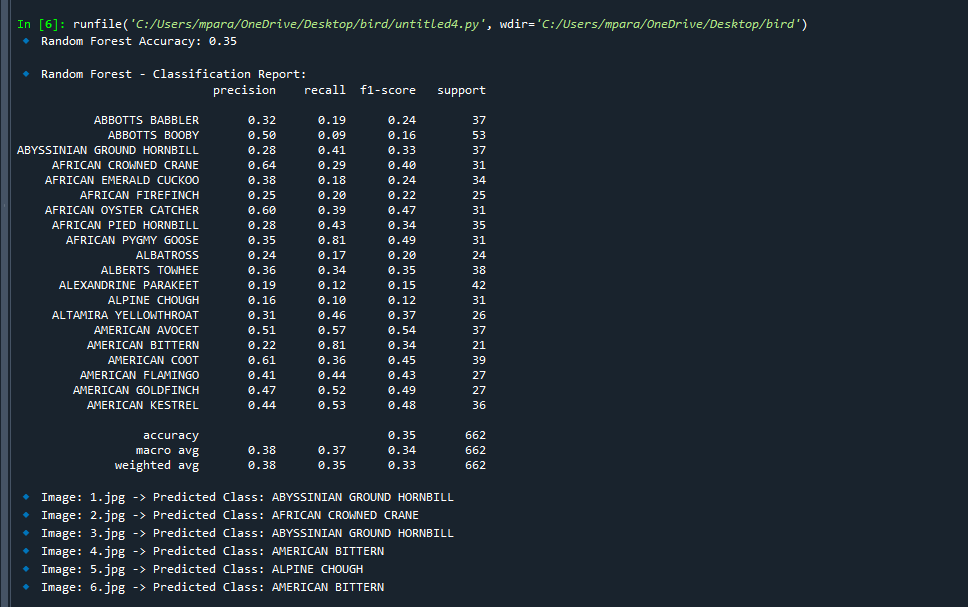 In [6]: runfile('C:/Users/mpara/OneDrive/Desktop/bird/untitled4.py', wdir='C:/Users/mpara/OneDrive/Desktop/bird')
🔹 Random Forest Accuracy: 0.35
🔹 Random Forest - Classification Report:
precision recall f1-score support
ABBOTTS BABBLER 0.32 0.19 0.24 37
ABBOTTS BOOBY 0.50 0.09 0.16 53
ABYSSINIAN GROUND HORNBILL 0.28 0.41 0.33 37
AFRICAN CROWNED CRANE 0.64 0.29 0.40 31
AFRICAN EMERALD CUCKOO 0.38 0.18 0.24 34
AFRICAN FIREFINCH 0.25 0.20 0.22 25
AFRICAN OYSTER CATCHER 0.60 0.39 0.47 31
AFRICAN PIED HORNBILL 0.28 0.43 0.34 35
AFRICAN PYGMY GOOSE 0.35 0.81 0.49 31
ALBATROSS 0.24 0.17 0.20 24
ALBERTS TOWHEE 0.36 0.34 0.35 38
ALEXANDRINE PARAKEET 0.19 0.12 0.15 42
ALPINE CHOUGH 0.16 0.10 0.12 31
ALTAMIRA YELLOWTHROAT 0.31 0.46 0.37 26
AMERICAN AVOCET 0.51 0.57 0.54 37
AMERICAN BITTERN 0.22 0.81 0.34 21
AMERICAN COOT 0.61 0.36 0.45 39
AMERICAN FLAMINGO 0.41 0.44 0.43 27
AMERICAN GOLDFINCH 0.47 0.52 0.49 27
AMERICAN KESTREL 0.44 0.53 0.48 36
accuracy 0.35 662
macro avg 0.38 0.37 0.34 662
weighted avg 0.38 0.35 0.33 662
🔹 Image: 1.jpg -> Predicted Class: ABYSSINIAN GROUND HORNBILL
🔹 Image: 2.jpg -> Predicted Class: AFRICAN CROWNED CRANE
🔹 Image: 3.jpg -> Predicted Class: ABYSSINIAN GROUND HORNBILL
🔹 Image: 4.jpg -> Predicted Class: AMERICAN BITTERN
🔹 Image: 5.jpg -> Predicted Class: ALPINE CHOUGH
🔹 Image: 6.jpg -> Predicted Class: AMERICAN BITTERN